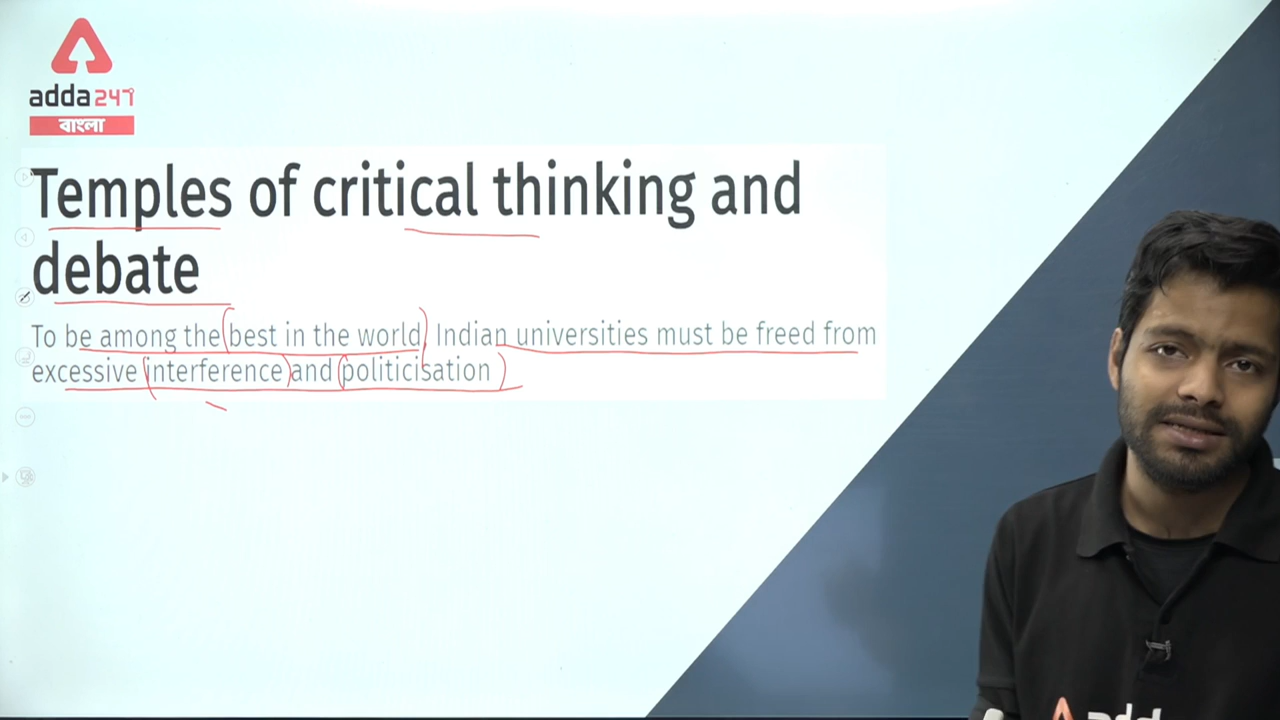 adda247
বাংলা
Temples of critical thinking and
debate
To be among the best in the world, Indian universities must be freed from
excessive interference and politicisation
add